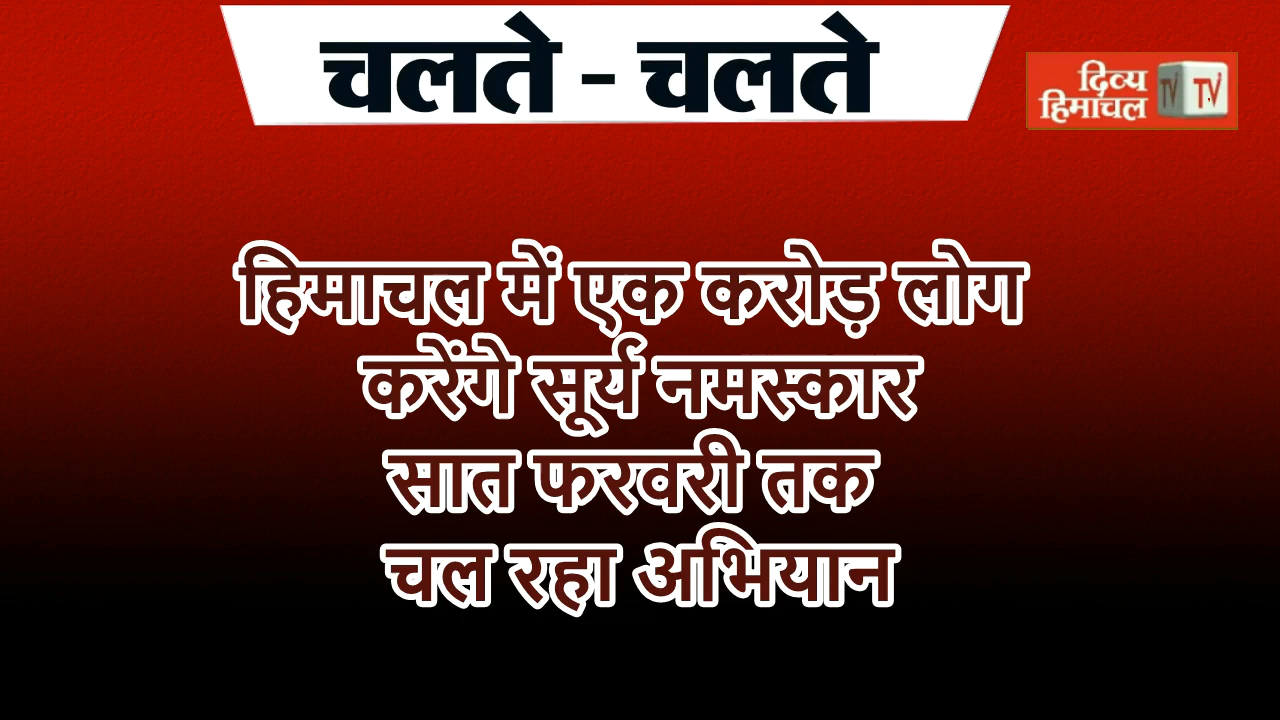 चलते - चलते
दिव्य
हिमाचल
TV TV
हिमाचल में एक करोड़ लोग
करेंगे सूर्य नमस्कार
सात फरवरी तक
चल रहा अभियान